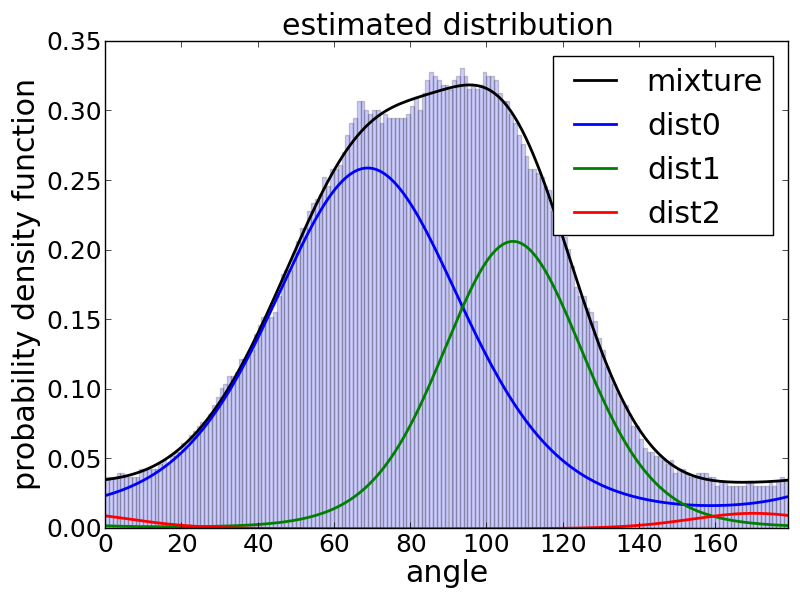 estimated distribution
probability density function
0.35
0.30
0.25
0.20
0.15
0.10
0.05
0.00
mixture
dist0
dist1
dist2
0 20 40 60 80 100 120 140 160
angle